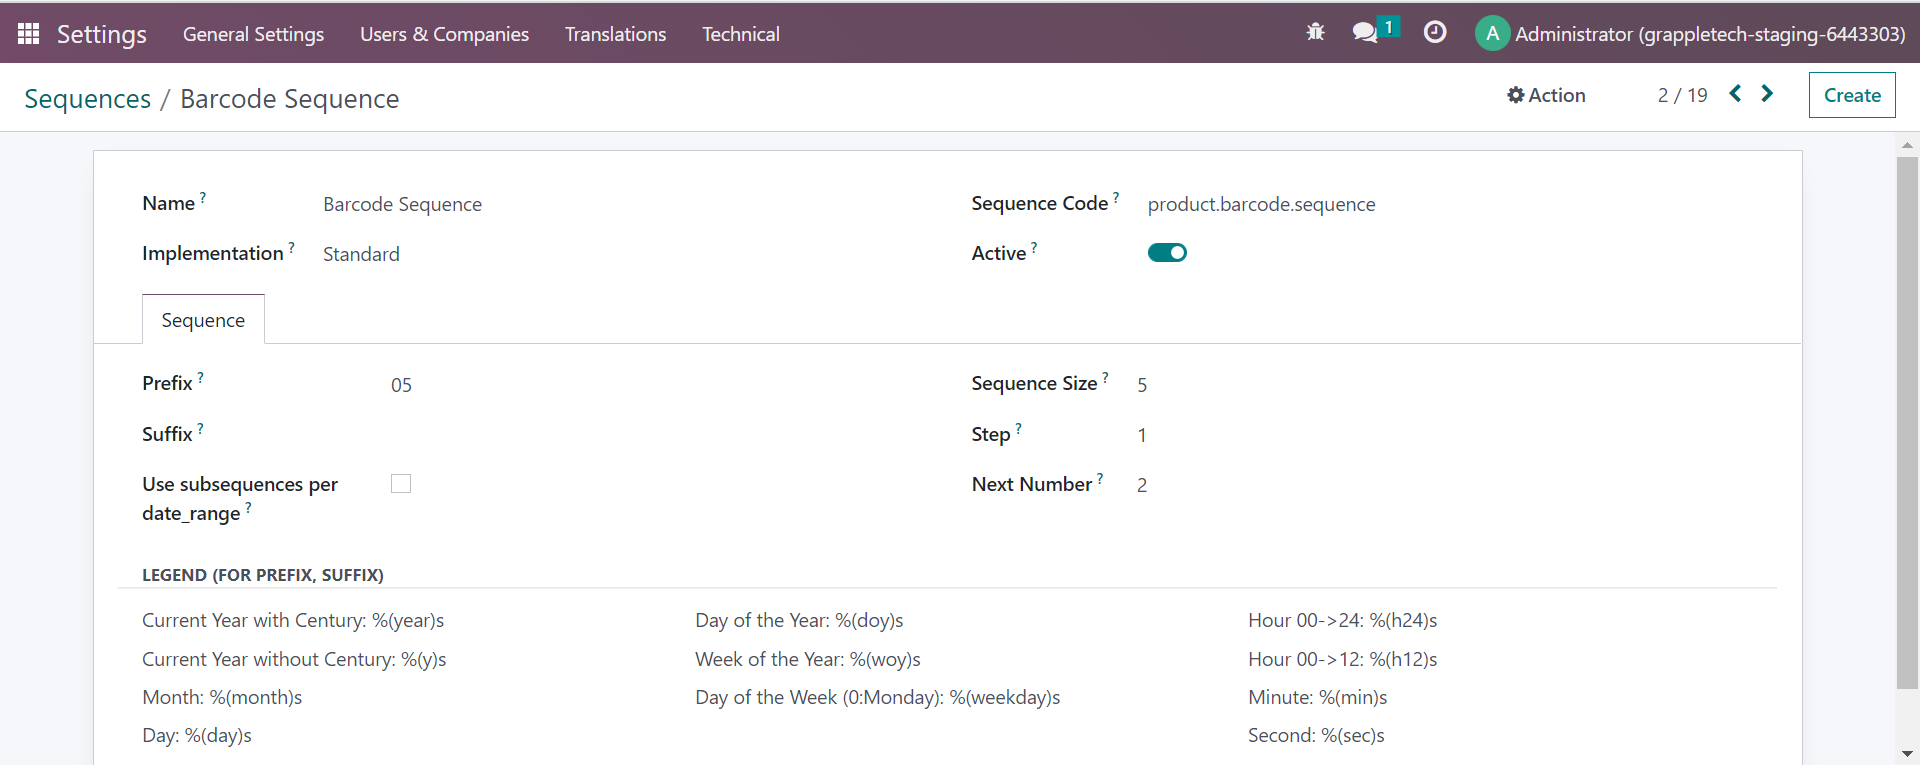 Settings General Settings Users & Companies Translations Technical 1 A Administrator (grappletech-staging-6443303)
Sequences / Barcode Sequence Action 2 / 19 Create
Name ? Barcode Sequence Sequence Code ? product.barcode.sequence
Implementation ? Standard Active ?
Sequence
Prefix ? 05 Sequence Size ? 5
Suffix ? Step ? 1
Use subsequences per Next Number ? 2
date_range ?
LEGEND (FOR PREFIX, SUFFIX)
Current Year with Century: %(year)s Day of the Year: %(doy)s Hour 00->24: %(h24)s
Current Year without Century: %(y)s Week of the Year: %(woy)s Hour 00->12: %(h12)s
Month: %(month)s Day of the Week (0:Monday): %(weekday)s Minute: %(min)s
Day: %(day)s Second: %(sec)s